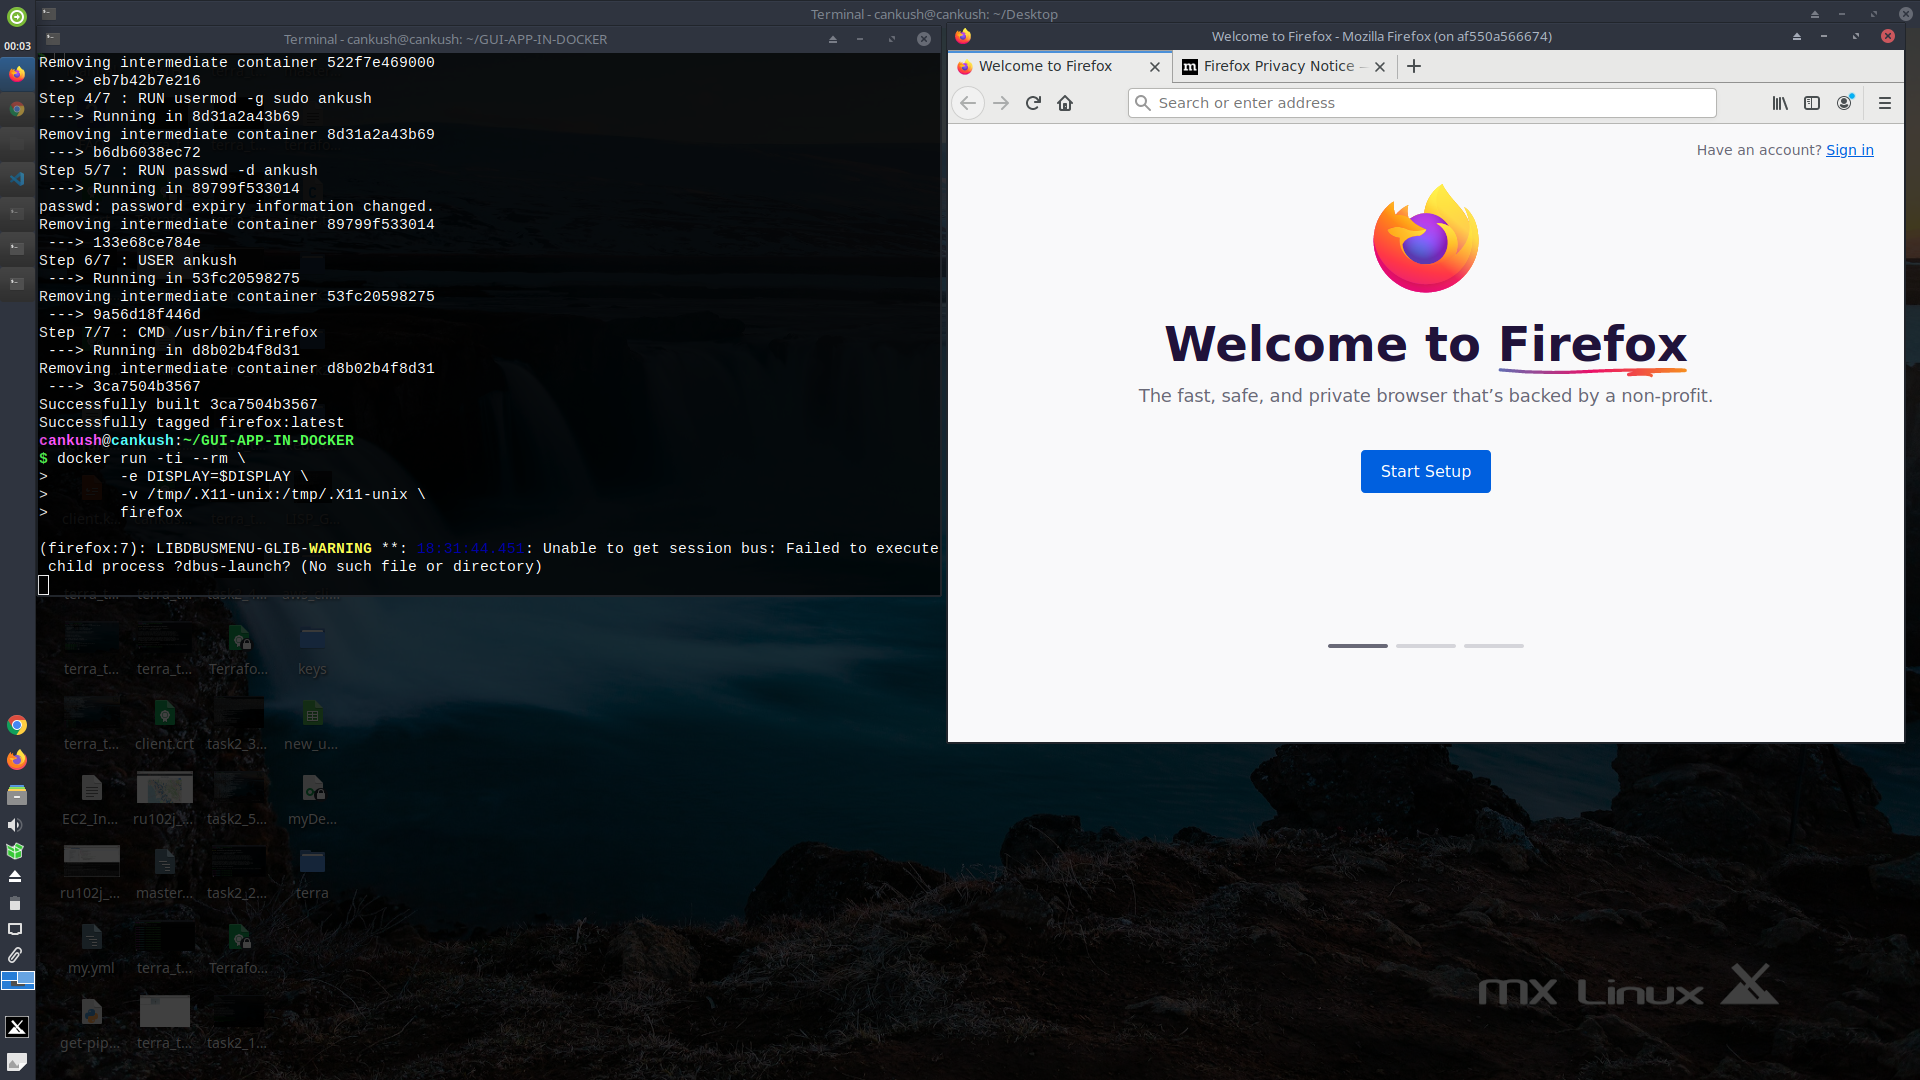 Terminal - cankush@cankush: ~/Desktop
00:03
Terminal - cankush@cankush: ~/GUI-APP-IN-DOCKER
Removing intermediate container 522f7e469000
 ---> eb7b42b7e216
Step 4/7 : RUN usermod -g sudo ankush
 ---> Running in 8d31a2a43b69
Removing intermediate container 8d31a2a43b69
 ---> b6db6038ec72
Step 5/7 : RUN passwd -d ankush
 ---> Running in 89799f533014
passwd: password expiry information changed.
Removing intermediate container 89799f533014
 ---> 133e68ce784e
Step 6/7 : USER ankush
 ---> Running in 53fc20598275
Removing intermediate container 53fc20598275
 ---> 9a56d18f446d
Step 7/7 : CMD /usr/bin/firefox
 ---> Running in d8b02b4f8d31
Removing intermediate container d8b02b4f8d31
 ---> 3ca7504b3567
Successfully built 3ca7504b3567
Successfully tagged firefox:latest
cankush@cankush:~/GUI-APP-IN-DOCKER
$ docker run -ti --rm \
>        -e DISPLAY=$DISPLAY \
>        -v /tmp/.X11-unix:/tmp/.X11-unix \
>        firefox
(firefox:7): LIBDBUSMENU-GLIB-WARNING **: 18:31:44.451: Unable to get session bus: Failed to execute
 child process ?dbus-launch? (No such file or directory)
Welcome to Firefox - Mozilla Firefox (on af550a566674)
Welcome to Firefox
Firefox Privacy Notice –
Search or enter address
Have an account? Sign in
Welcome to Firefox
The fast, safe, and private browser that’s backed by a non-profit.
Start Setup
terra_t... terra_t... Terrafo... keys
terra_t... client.crt task2_3... new_u...
EC2_In... ru102j_... task2_5... myDe...
ru102j_... master... task2_2... terra
my.yml terra_t... Terrafo...
get-pip... terra_t... task2_1...
mx Linux